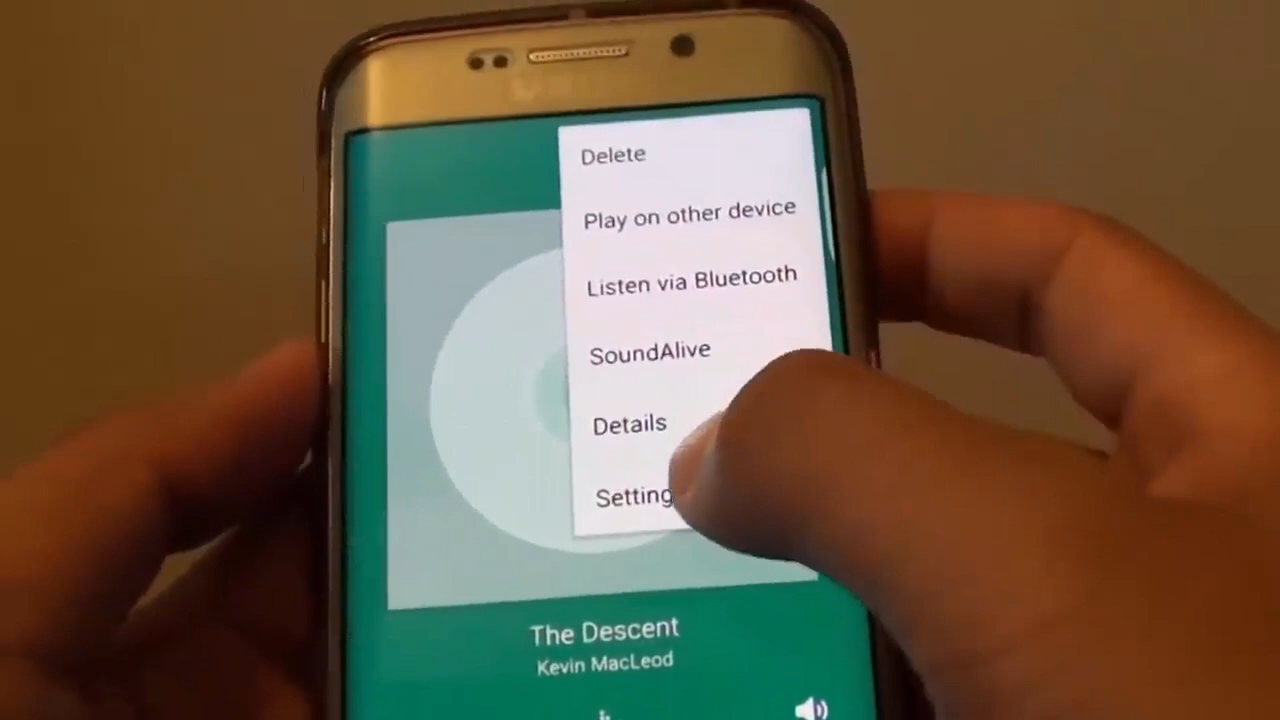 Delete
Play on other device
Listen via Bluetooth
SoundAlive
Details
Setting
The Descent
Kevin MacLeod